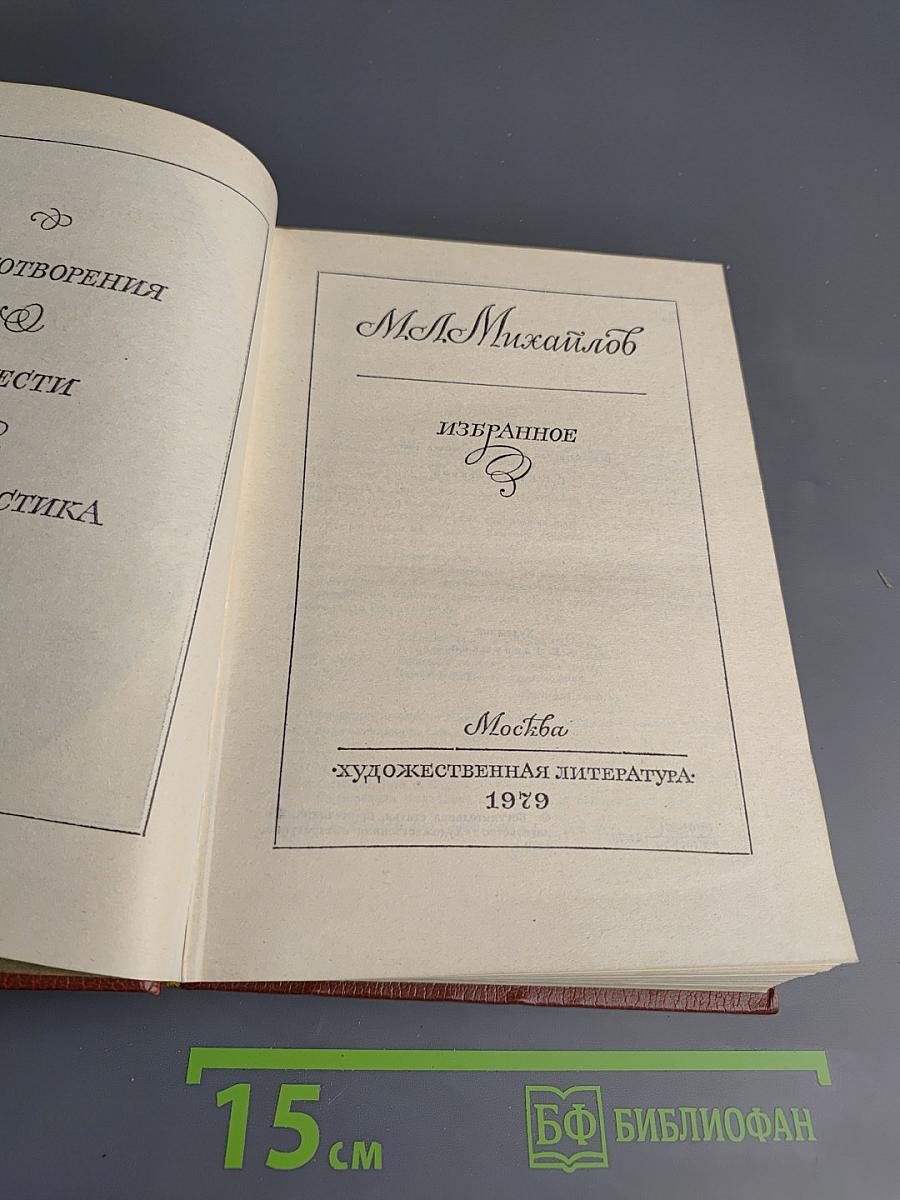 ОТВОРЕНИЯ
ЕСТИ
СТИКА
М.Л.Михайлов
ИЗБРАННОЕ
Москва
·ХУДОЖЕСТВЕННАЯ ЛИТЕРАТУРА·
1979
15 см
БФ БИБЛИОФАН